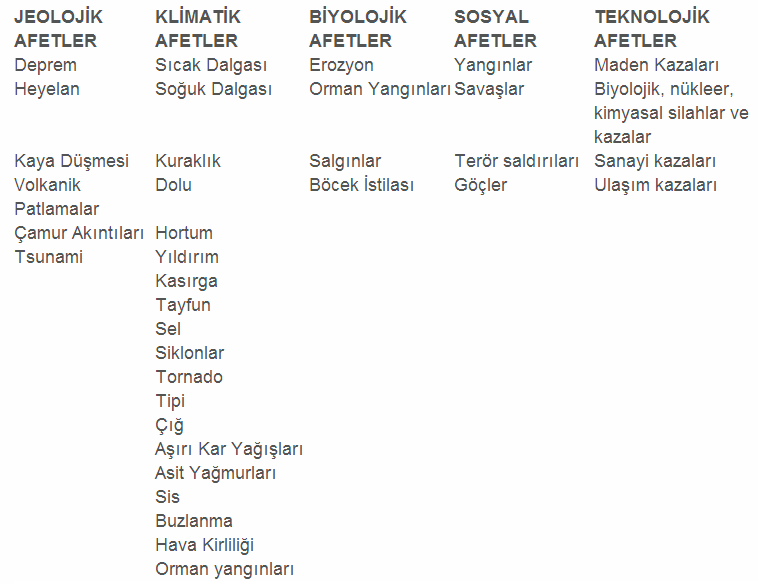 JEOLOJİK KLİMATİK BİYOLOJİK SOSYAL TEKNOLOJİK
AFETLER AFETLER AFETLER AFETLER AFETLER
Deprem Sıcak Dalgası Erozyon Yangınlar Maden Kazaları
Heyelan Soğuk Dalgası Orman Yangınları Savaşlar Biyolojik, nükleer,
kimyasal silahlar ve
kazalar
Kaya Düşmesi Kuraklık Salgınlar Terör saldırıları Sanayi kazaları
Volkanik Dolu Böcek İstilası Göçler Ulaşım kazaları
Patlamalar
Çamur Akıntıları Hortum
Tsunami Yıldırım
Kasırga
Tayfun
Sel
Siklonlar
Tornado
Tipi
Çığ
Aşırı Kar Yağışları
Asit Yağmurları
Sis
Buzlanma
Hava Kirliliği
Orman yangınları